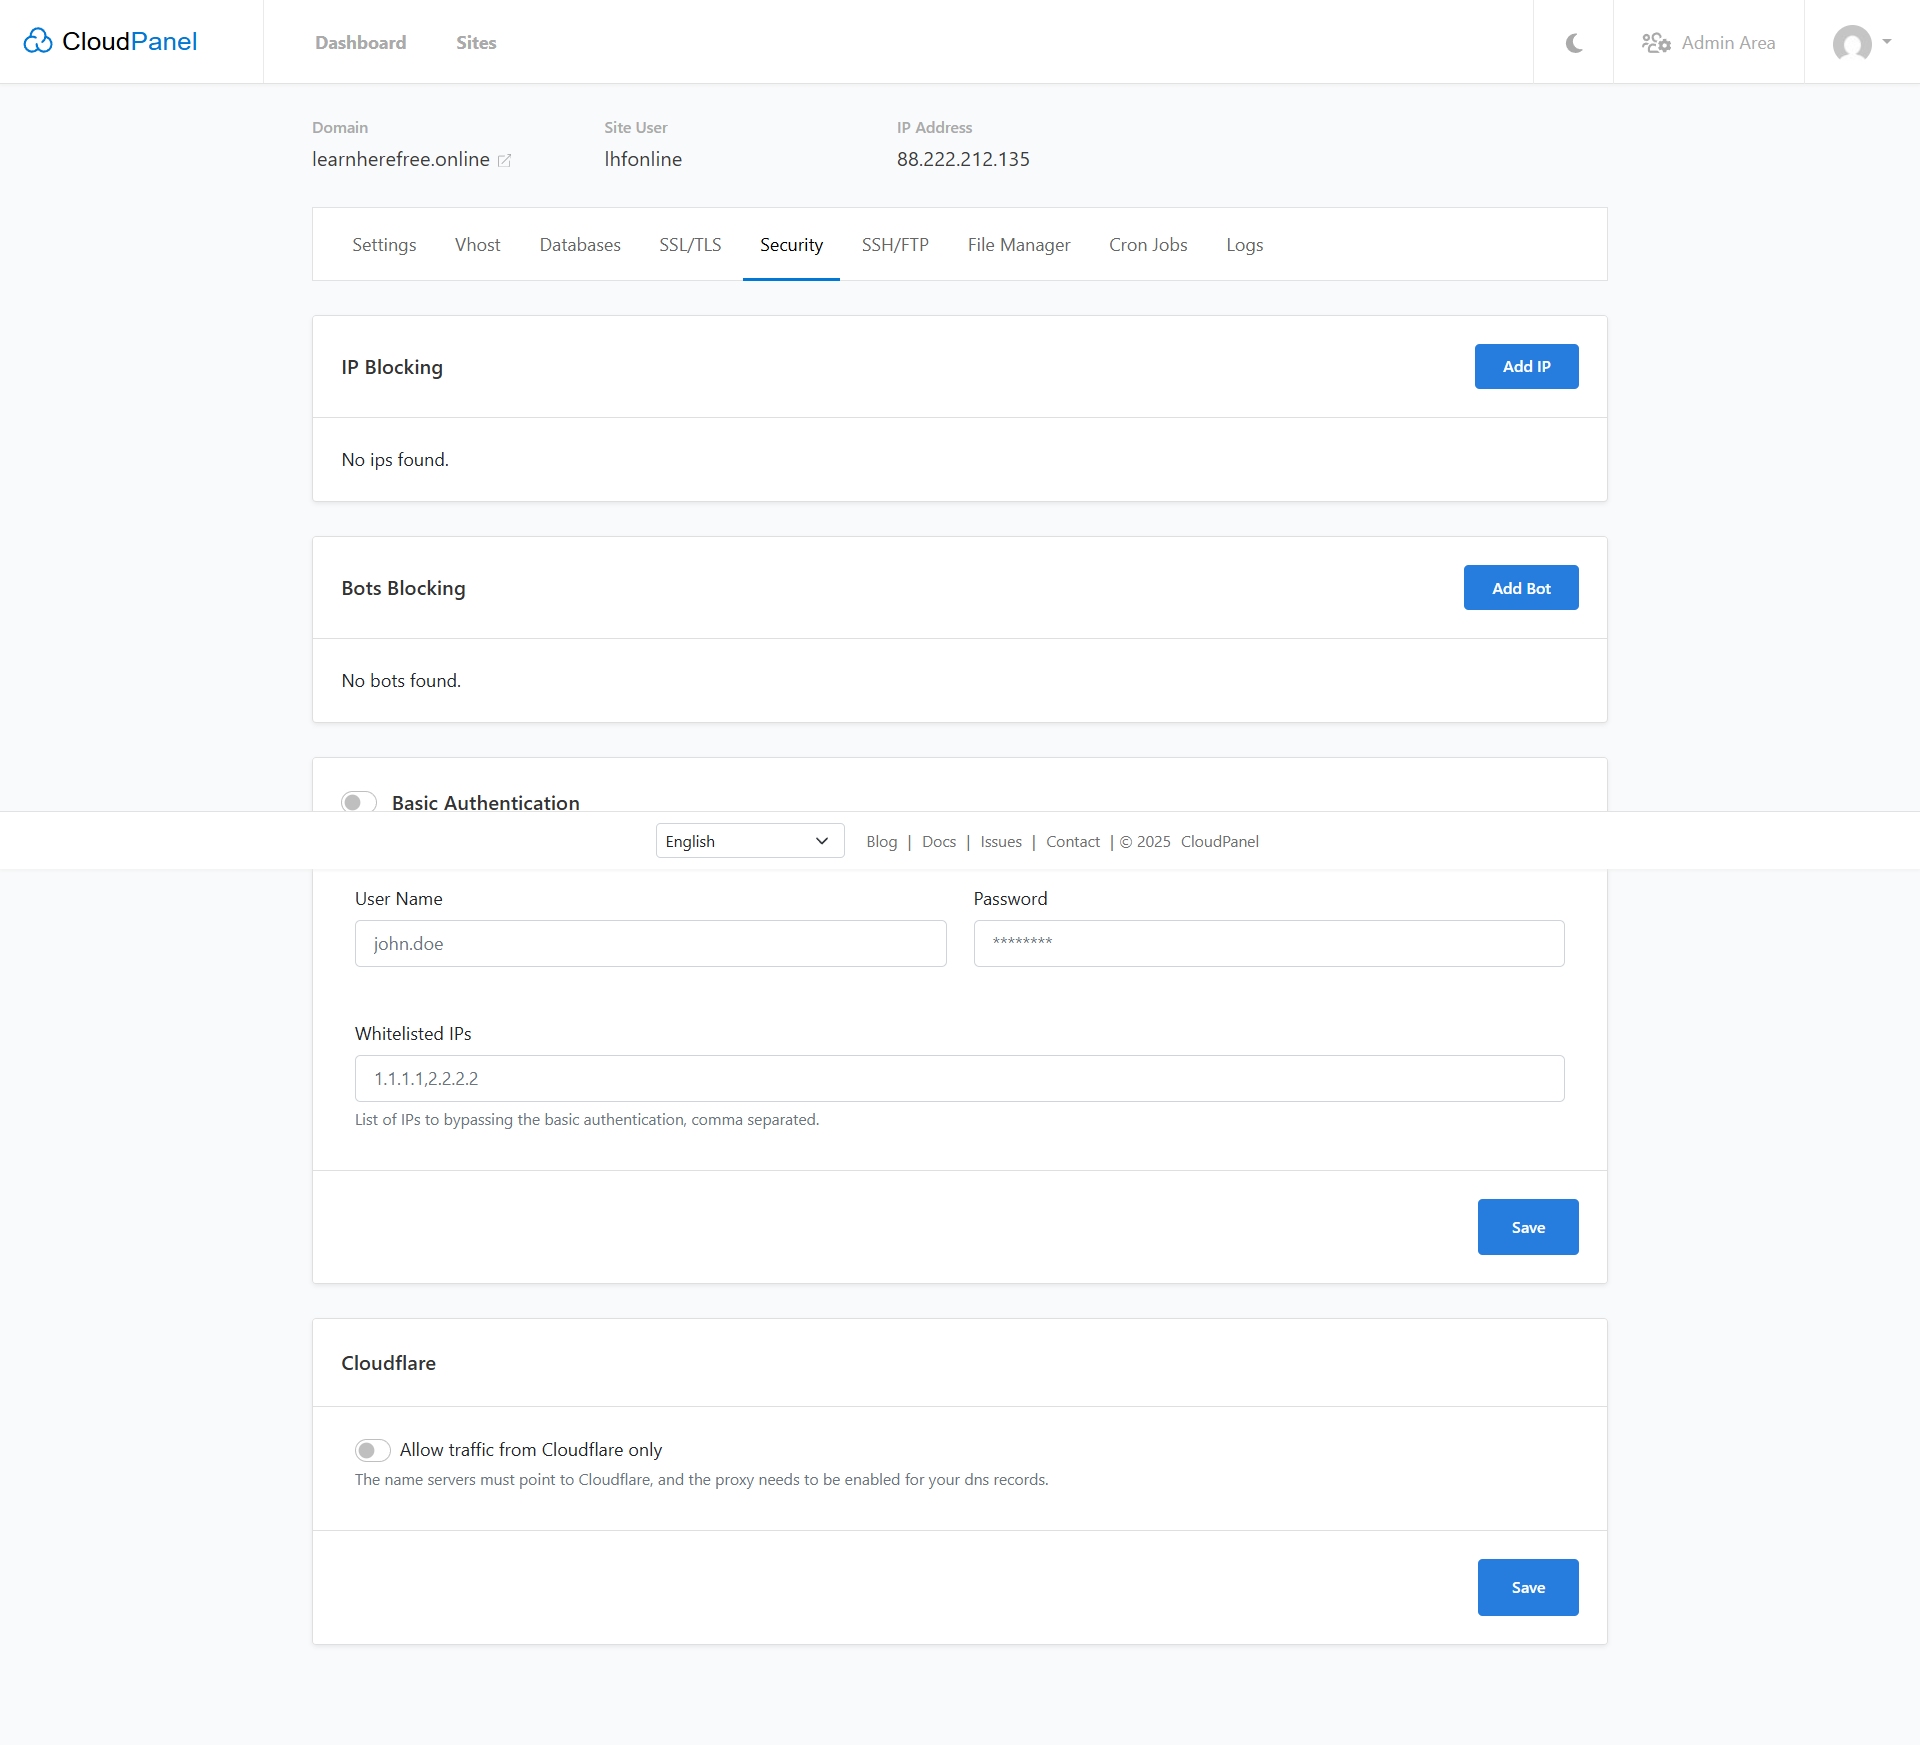 CloudPanel
Dashboard Sites Admin Area
Domain Site User IP Address
learnherefree.online lhfonline 88.222.212.135
Settings Vhost Databases SSL/TLS Security SSH/FTP File Manager Cron Jobs Logs
IP Blocking Add IP
No ips found.
Bots Blocking Add Bot
No bots found.
Basic Authentication
English Blog | Docs | Issues | Contact | © 2025 CloudPanel
User Name Password
john.doe ********
Whitelisted IPs
1.1.1.1,2.2.2.2
List of IPs to bypassing the basic authentication, comma separated.
Save
Cloudflare
Allow traffic from Cloudflare only
The name servers must point to Cloudflare, and the proxy needs to be enabled for your dns records.
Save